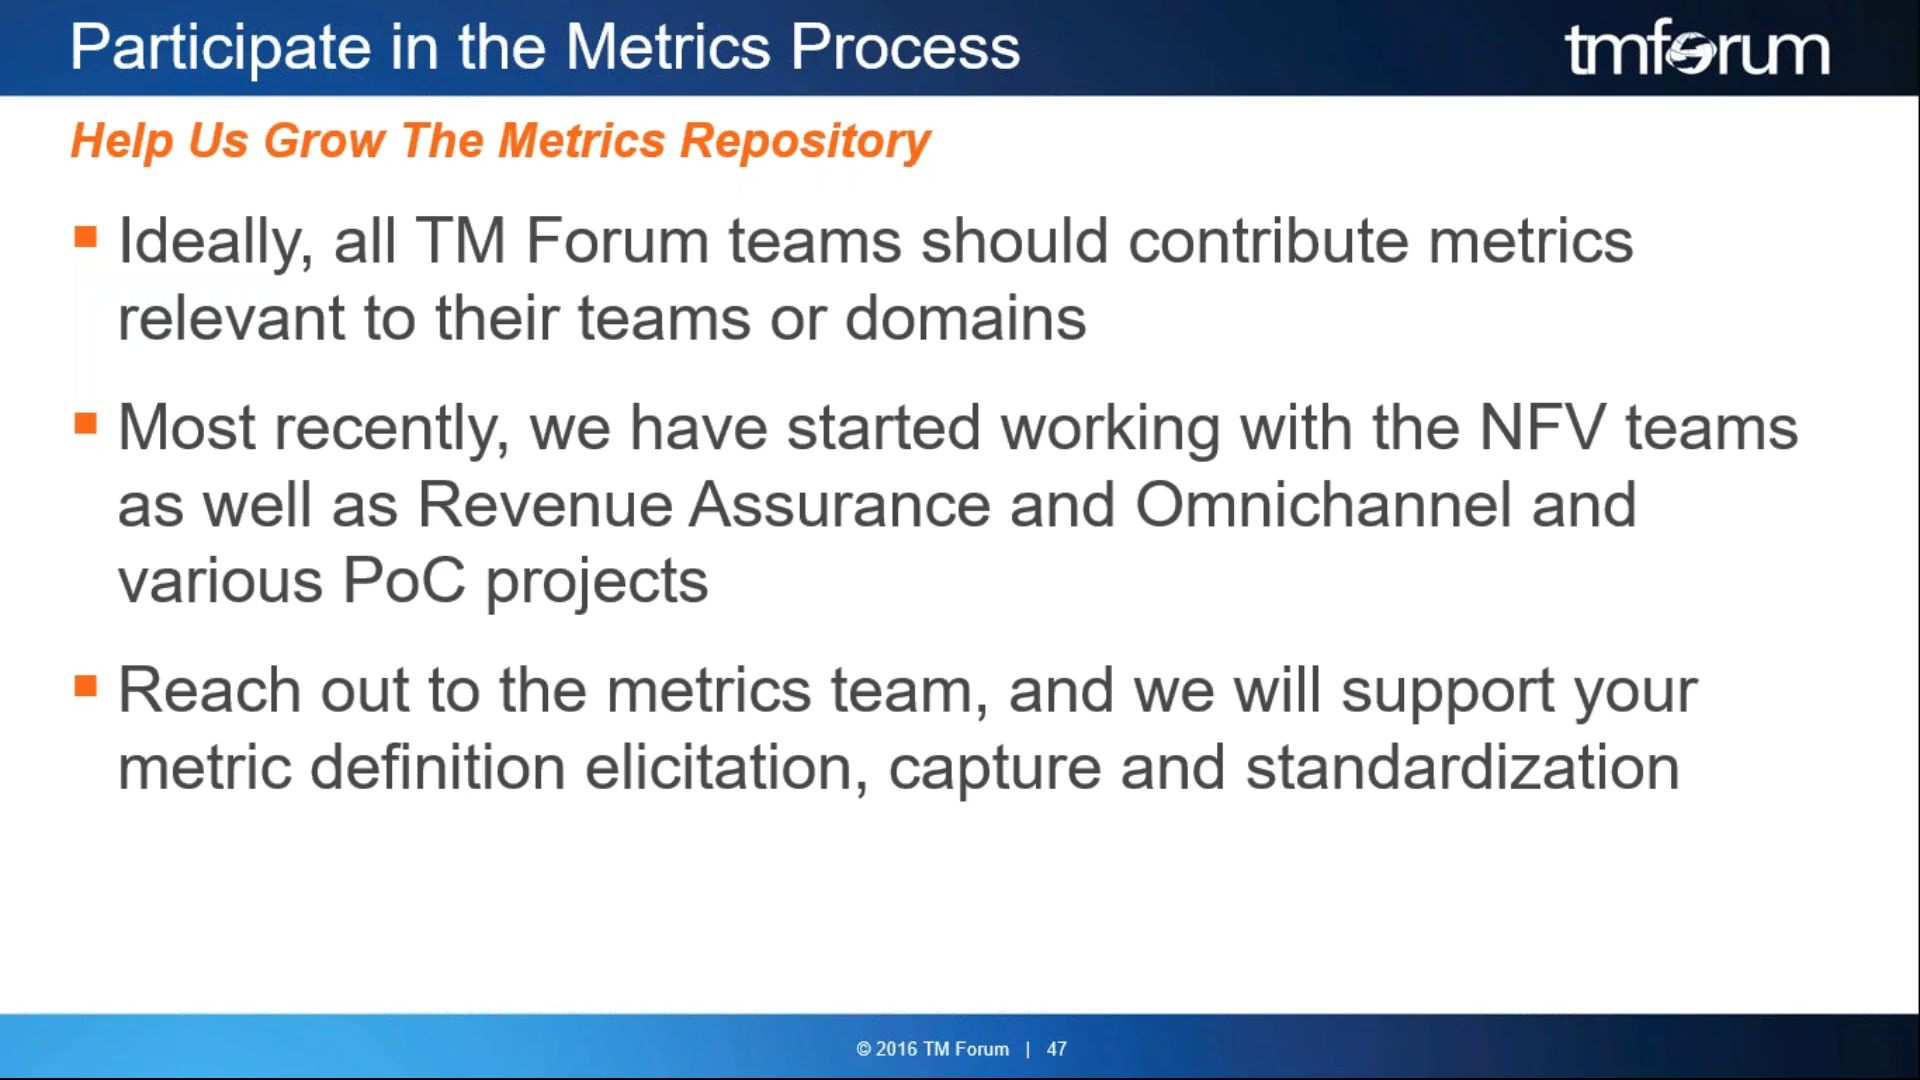 Participate in the Metrics Process
tmforum
Help Us Grow The Metrics Repository
Ideally, all TM Forum teams should contribute metrics
relevant to their teams or domains
Most recently, we have started working with the NFV teams
as well as Revenue Assurance and Omnichannel and
various PoC projects
Reach out to the metrics team, and we will support your
metric definition elicitation, capture and standardization
© 2016 TM Forum | 47